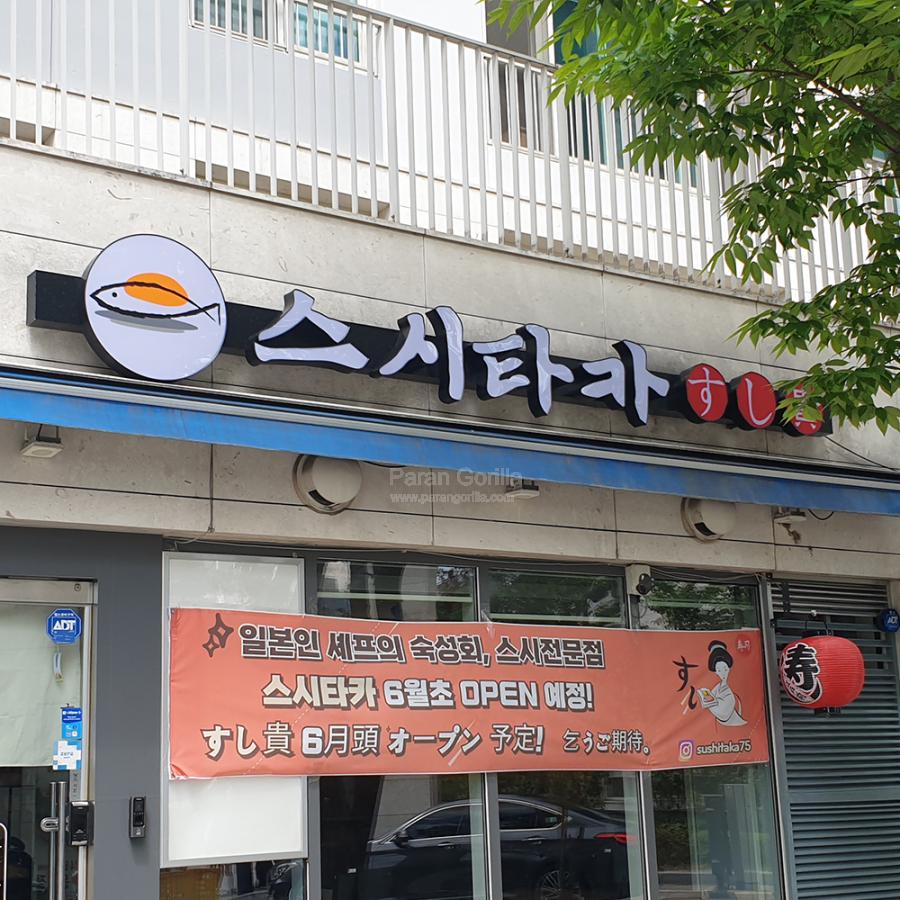 스시타카 すし貴
Paran Gorilla
www.parangorilla.com
일본인 셰프의 숙성회, 스시전문점
스시타카 6월초 OPEN 예정!
すし貴 6月頭 オープン 予定! 乞うご期待。
すし
sushitaka75
寿
ADT